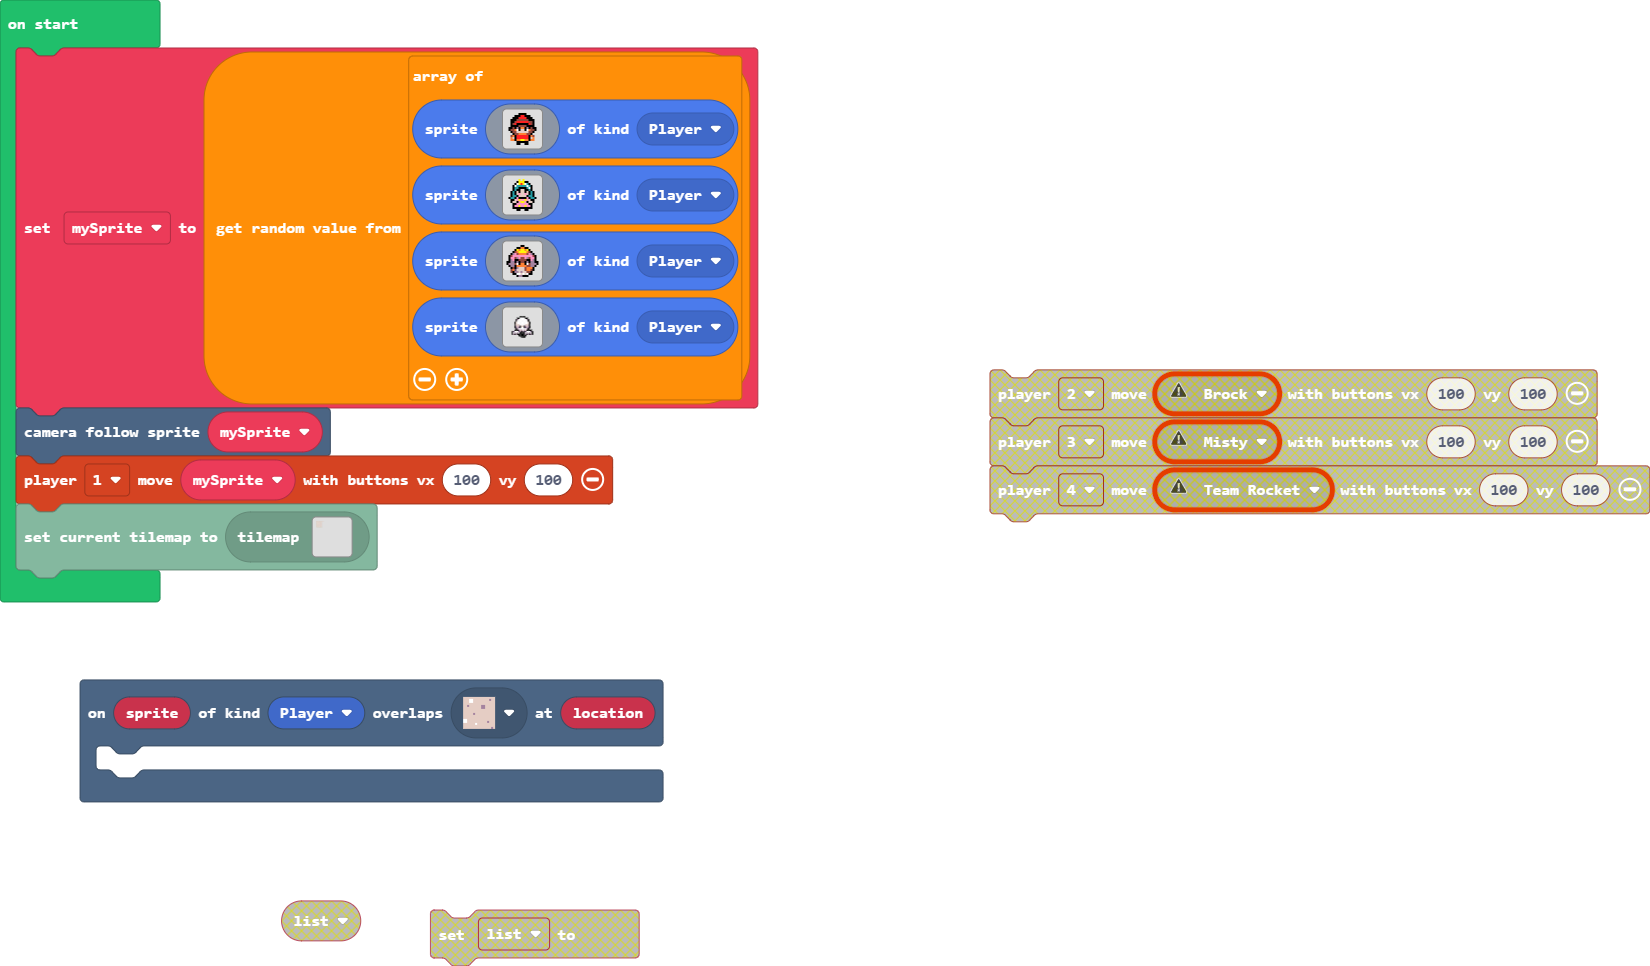 on start
array of
sprite of kind Player
sprite of kind Player
set mySprite to get random value from
sprite of kind Player
sprite of kind Player
camera follow sprite mySprite
player 1 move mySprite with buttons vx 100 vy 100
set current tilemap to tilemap
player 2 move Brock with buttons vx 100 vy 100
player 3 move Misty with buttons vx 100 vy 100
player 4 move Team Rocket with buttons vx 100 vy 100
on sprite of kind Player overlaps at location
list
set list to